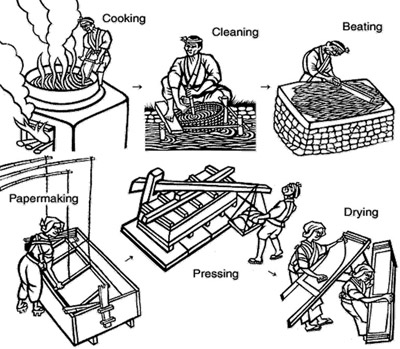 Cooking
Cleaning
Beating
Papermaking
Pressing
Drying